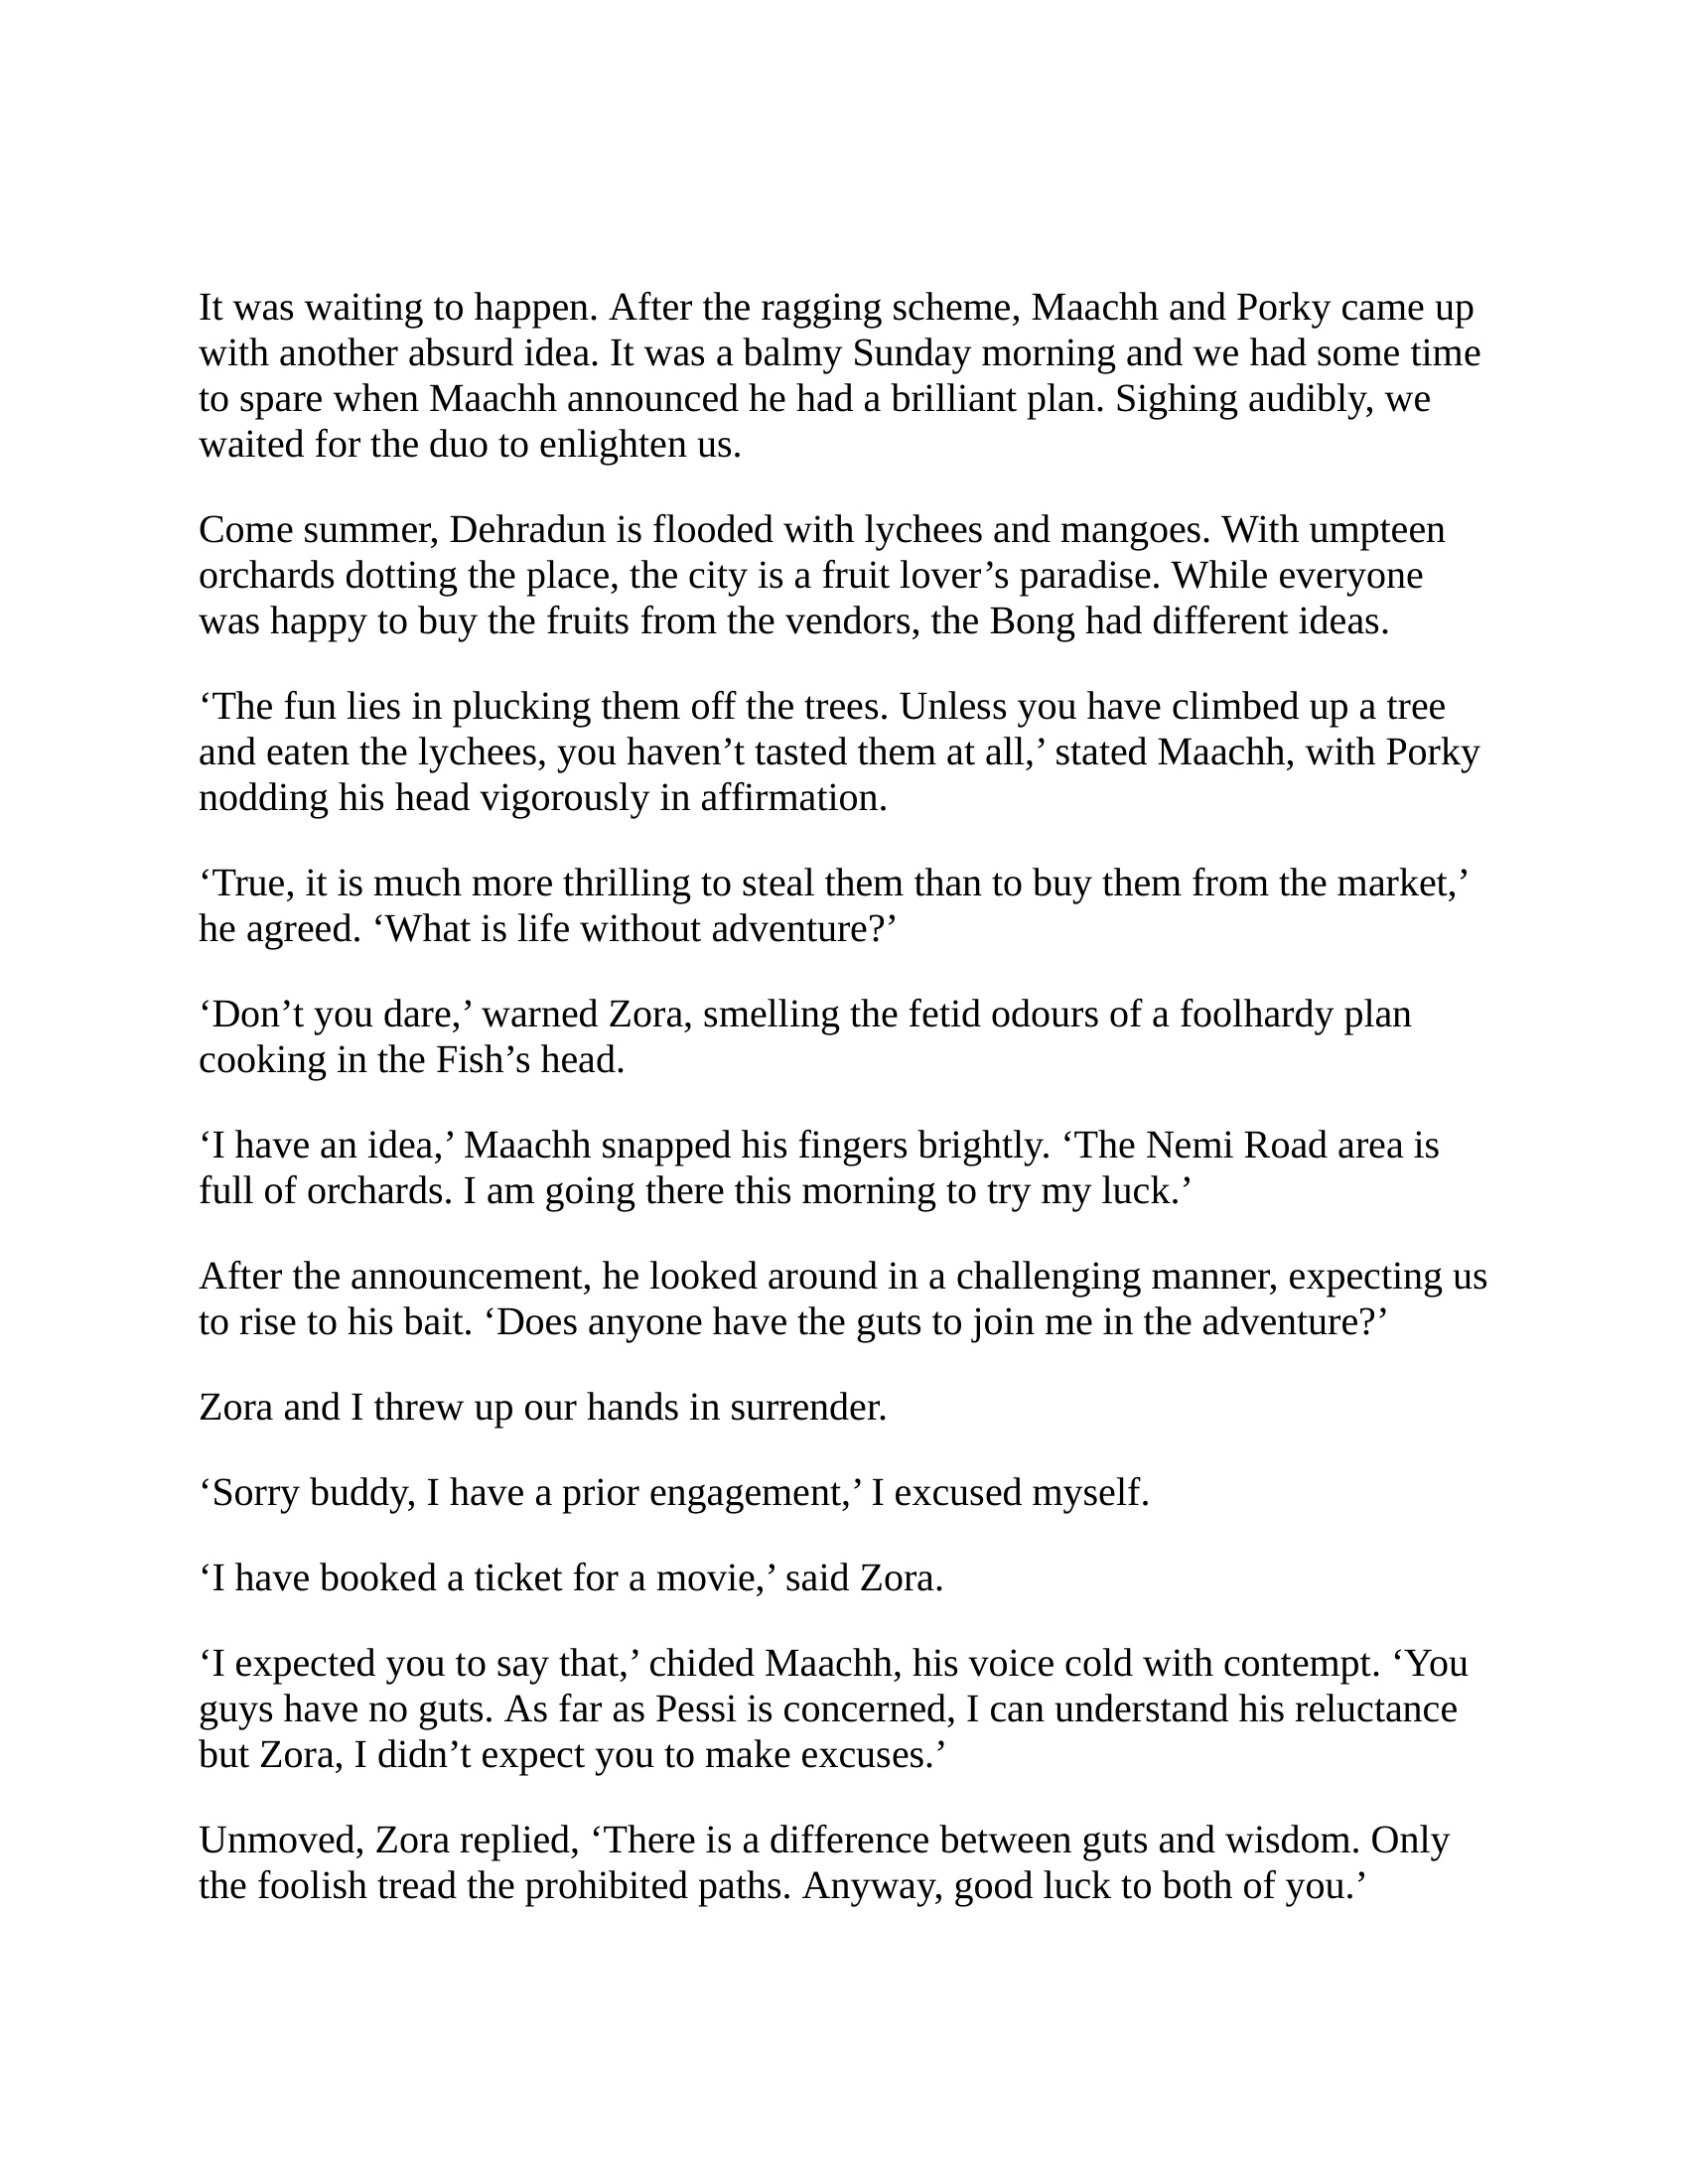 It was waiting to happen. After the ragging scheme, Maachh and Porky came up
with another absurd idea. It was a balmy Sunday morning and we had some time
to spare when Maachh announced he had a brilliant plan. Sighing audibly, we
waited for the duo to enlighten us.
Come summer, Dehradun is flooded with lychees and mangoes. With umpteen
orchards dotting the place, the city is a fruit lover’s paradise. While everyone
was happy to buy the fruits from the vendors, the Bong had different ideas.
‘The fun lies in plucking them off the trees. Unless you have climbed up a tree
and eaten the lychees, you haven’t tasted them at all,’ stated Maachh, with Porky
nodding his head vigorously in affirmation.
‘True, it is much more thrilling to steal them than to buy them from the market,’
he agreed. ‘What is life without adventure?’
‘Don’t you dare,’ warned Zora, smelling the fetid odours of a foolhardy plan
cooking in the Fish’s head.
‘I have an idea,’ Maachh snapped his fingers brightly. ‘The Nemi Road area is
full of orchards. I am going there this morning to try my luck.’
After the announcement, he looked around in a challenging manner, expecting us
to rise to his bait. ‘Does anyone have the guts to join me in the adventure?’
Zora and I threw up our hands in surrender.
‘Sorry buddy, I have a prior engagement,’ I excused myself.
‘I have booked a ticket for a movie,’ said Zora.
‘I expected you to say that,’ chided Maachh, his voice cold with contempt. ‘You
guys have no guts. As far as Pessi is concerned, I can understand his reluctance
but Zora, I didn’t expect you to make excuses.’
Unmoved, Zora replied, ‘There is a difference between guts and wisdom. Only
the foolish tread the prohibited paths. Anyway, good luck to both of you.’